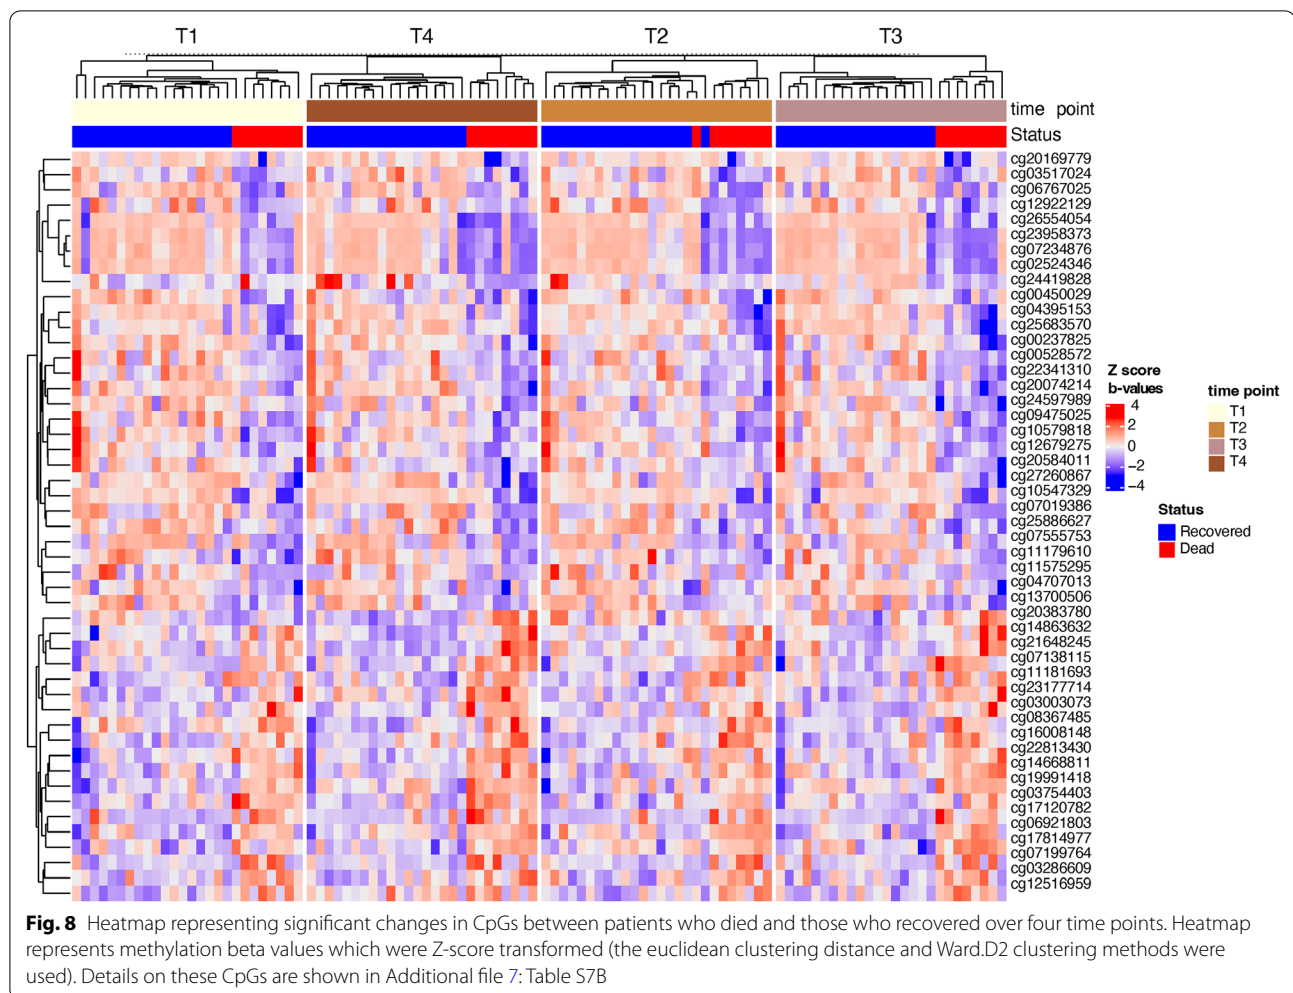 T1 T4 T2 T3
time point
Status
cg20169779
cg03517024
cg06767025
cg12922129
cg26554054
cg23958373
cg07234876
cg02524346
cg24419828
cg00450029
cg04395153
cg25683570
cg00237825
cg00528572
cg22341310
cg20074214
cg24597989
cg09475025
cg10579818
cg12679275
cg20584011
cg27260867
cg10547329
cg07019386
cg25886627
cg07555753
cg11179610
cg11575295
cg04707013
cg13700506
cg20383780
cg14863632
cg21648245
cg07138115
cg11181693
cg23177714
cg03003073
cg08367485
cg16008148
cg22813430
cg14668811
cg19991418
cg03754403
cg17120782
cg06921803
cg17814977
cg07199764
cg03286609
cg12516959
Z score
b-values
4
2
0
−2
−4
time point
T1
T2
T3
T4
Status
Recovered
Dead
Fig. 8 Heatmap representing significant changes in CpGs between patients who died and those who recovered over four time points. Heatmap
represents methylation beta values which were Z-score transformed (the euclidean clustering distance and Ward.D2 clustering methods were
used). Details on these CpGs are shown in Additional file 7: Table S7B